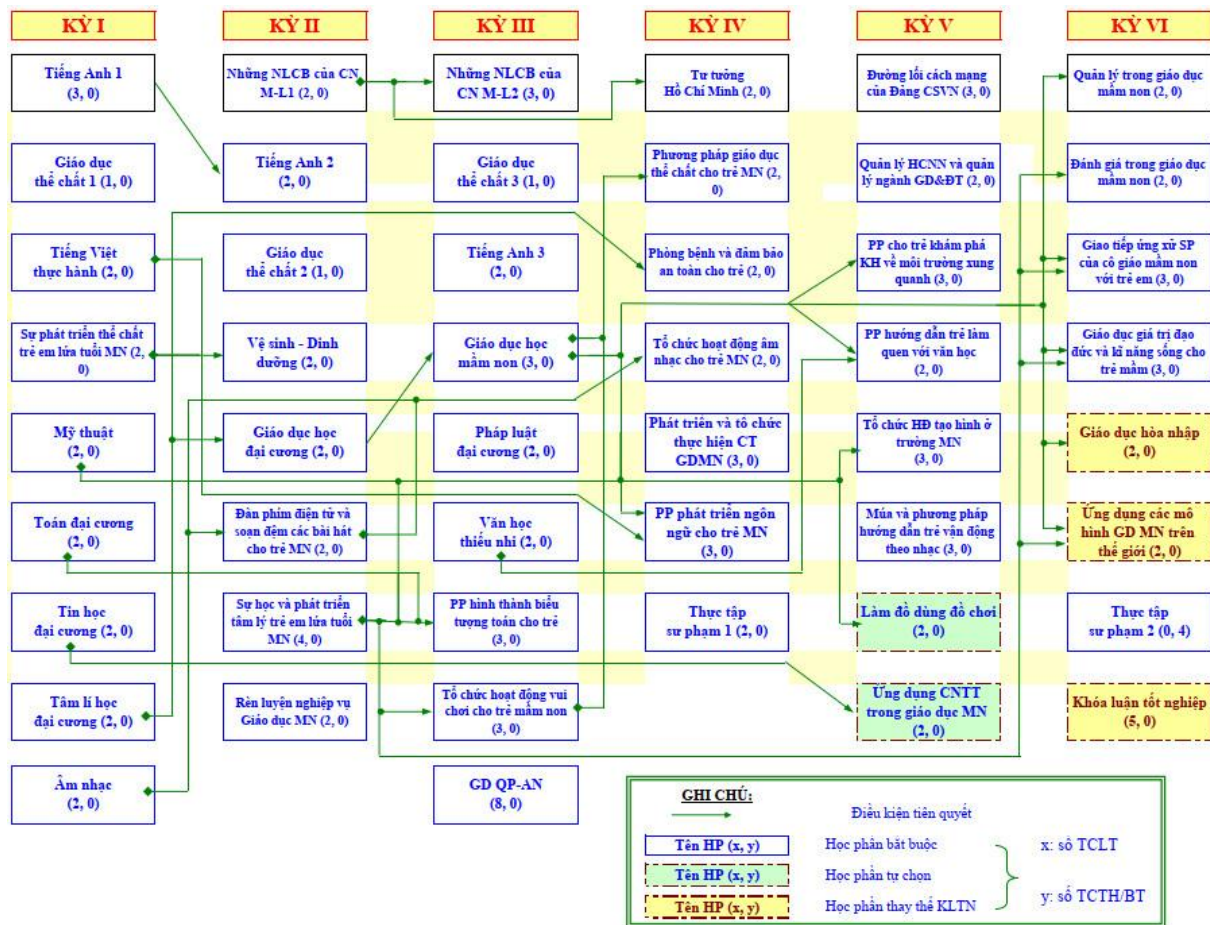 KỲ I
KỲ II
KỲ III
KỲ IV
KỲ V
KỲ VI
Tiếng Anh 1
(3, 0)
Những NLCB của CN
M-L1 (2, 0)
Những NLCB của
CN M-L2 (3, 0)
Tư tưởng
Hồ Chí Minh (2, 0)
Đường lối cách mạng
của Đảng CSVN (3, 0)
Quản lý trong giáo dục
mầm non (2, 0)
Giáo dục
thể chất 1 (1, 0)
Tiếng Anh 2
(2, 0)
Giáo dục
thể chất 3 (1, 0)
Phương pháp giáo dục
thể chất cho trẻ MN (2,
0)
Quản lý HCNN và quản
lý ngành GD&ĐT (2, 0)
Đánh giá trong giáo dục
mầm non (2, 0)
Tiếng Việt
thực hành (2, 0)
Giáo dục
thể chất 2 (1, 0)
Tiếng Anh 3
(2, 0)
Phòng bệnh và đảm bảo
an toàn cho trẻ (2, 0)
PP cho trẻ khám phá
KH về môi trường xung
quanh (3, 0)
Giao tiếp ứng xử SP
của cô giáo mầm non
với trẻ em (3, 0)
Sự phát triển thể chất
trẻ em lứa tuổi MN (2,
0)
Vệ sinh - Dinh
dưỡng (2, 0)
Giáo dục học
mầm non (3, 0)
Tổ chức hoạt động âm
nhạc cho trẻ MN (2, 0)
PP hướng dẫn trẻ làm
quen với văn học
(2, 0)
Giáo dục giá trị đạo
đức và kĩ năng sống cho
trẻ mầm (3, 0)
Mỹ thuật
(2, 0)
Giáo dục học
đại cương (2, 0)
Pháp luật
đại cương (2, 0)
Phát triển và tổ chức
thực hiện CT
GDMN (3, 0)
Tổ chức HĐ tạo hình ở
trường MN
(3, 0)
Giáo dục hòa nhập
(2, 0)
Toán đại cương
(2, 0)
Đàn phím điện tử và
soạn đệm các bài hát
cho trẻ MN (2, 0)
Văn học
thiếu nhi (2, 0)
PP phát triển ngôn
ngữ cho trẻ MN
(3, 0)
Múa và phương pháp
hướng dẫn trẻ vận động
theo nhạc (3, 0)
Ứng dụng các mô
hình GD MN trên
thế giới (2, 0)
Tin học
đại cương (2, 0)
Sự học và phát triển
tâm lý trẻ em lứa tuổi
MN (4, 0)
PP hình thành biểu
tượng toán cho trẻ
(3, 0)
Thực tập
sư phạm 1 (2, 0)
Làm đồ dùng đồ chơi
(2, 0)
Thực tập
sư phạm 2 (0, 4)
Tâm lí học
đại cương (2, 0)
Rèn luyện nghiệp vụ
Giáo dục MN (2, 0)
Tổ chức hoạt động vui
chơi cho trẻ mầm non
(3, 0)
Ứng dụng CNTT
trong giáo dục MN
(2, 0)
Khóa luận tốt nghiệp
(5, 0)
Âm nhạc
(2, 0)
GD QP-AN
(8, 0)
GHI CHÚ:
Điều kiện tiên quyết
Tên HP (x, y)
Học phần bắt buộc
x: số TCLT
Tên HP (x, y)
Học phần tự chọn
y: số TCTH/BT
Tên HP (x, y)
Học phần thay thế KLTN